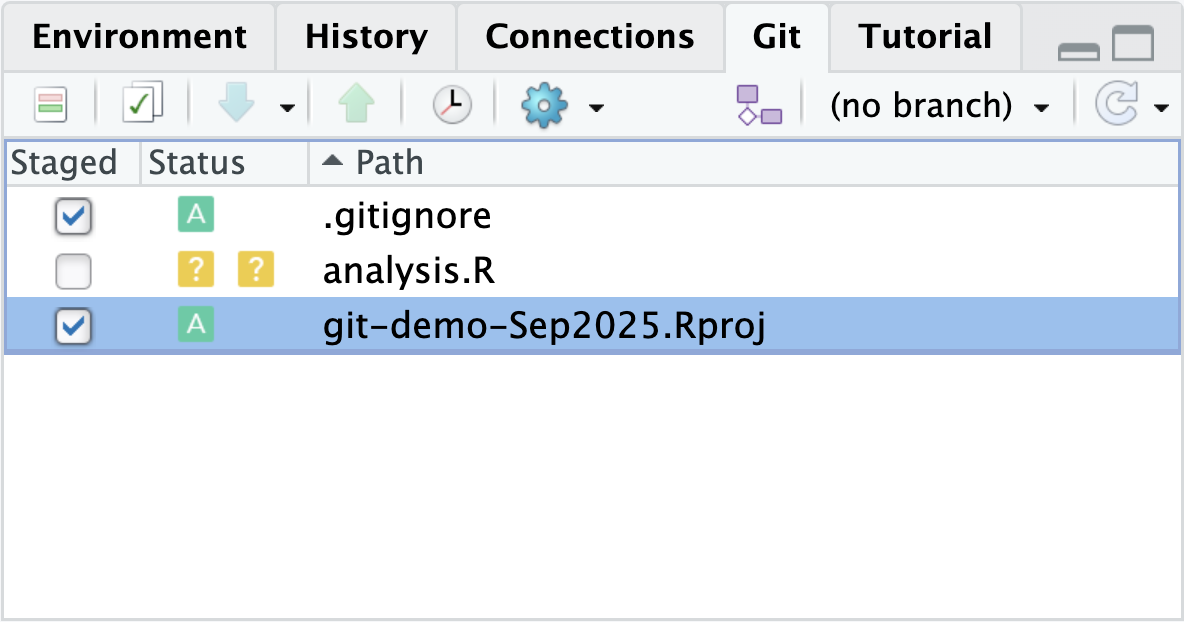 Environment History Connections Git Tutorial
(no branch)
Staged Status Path
A .gitignore
? ? analysis.R
A git-demo-Sep2025.Rproj